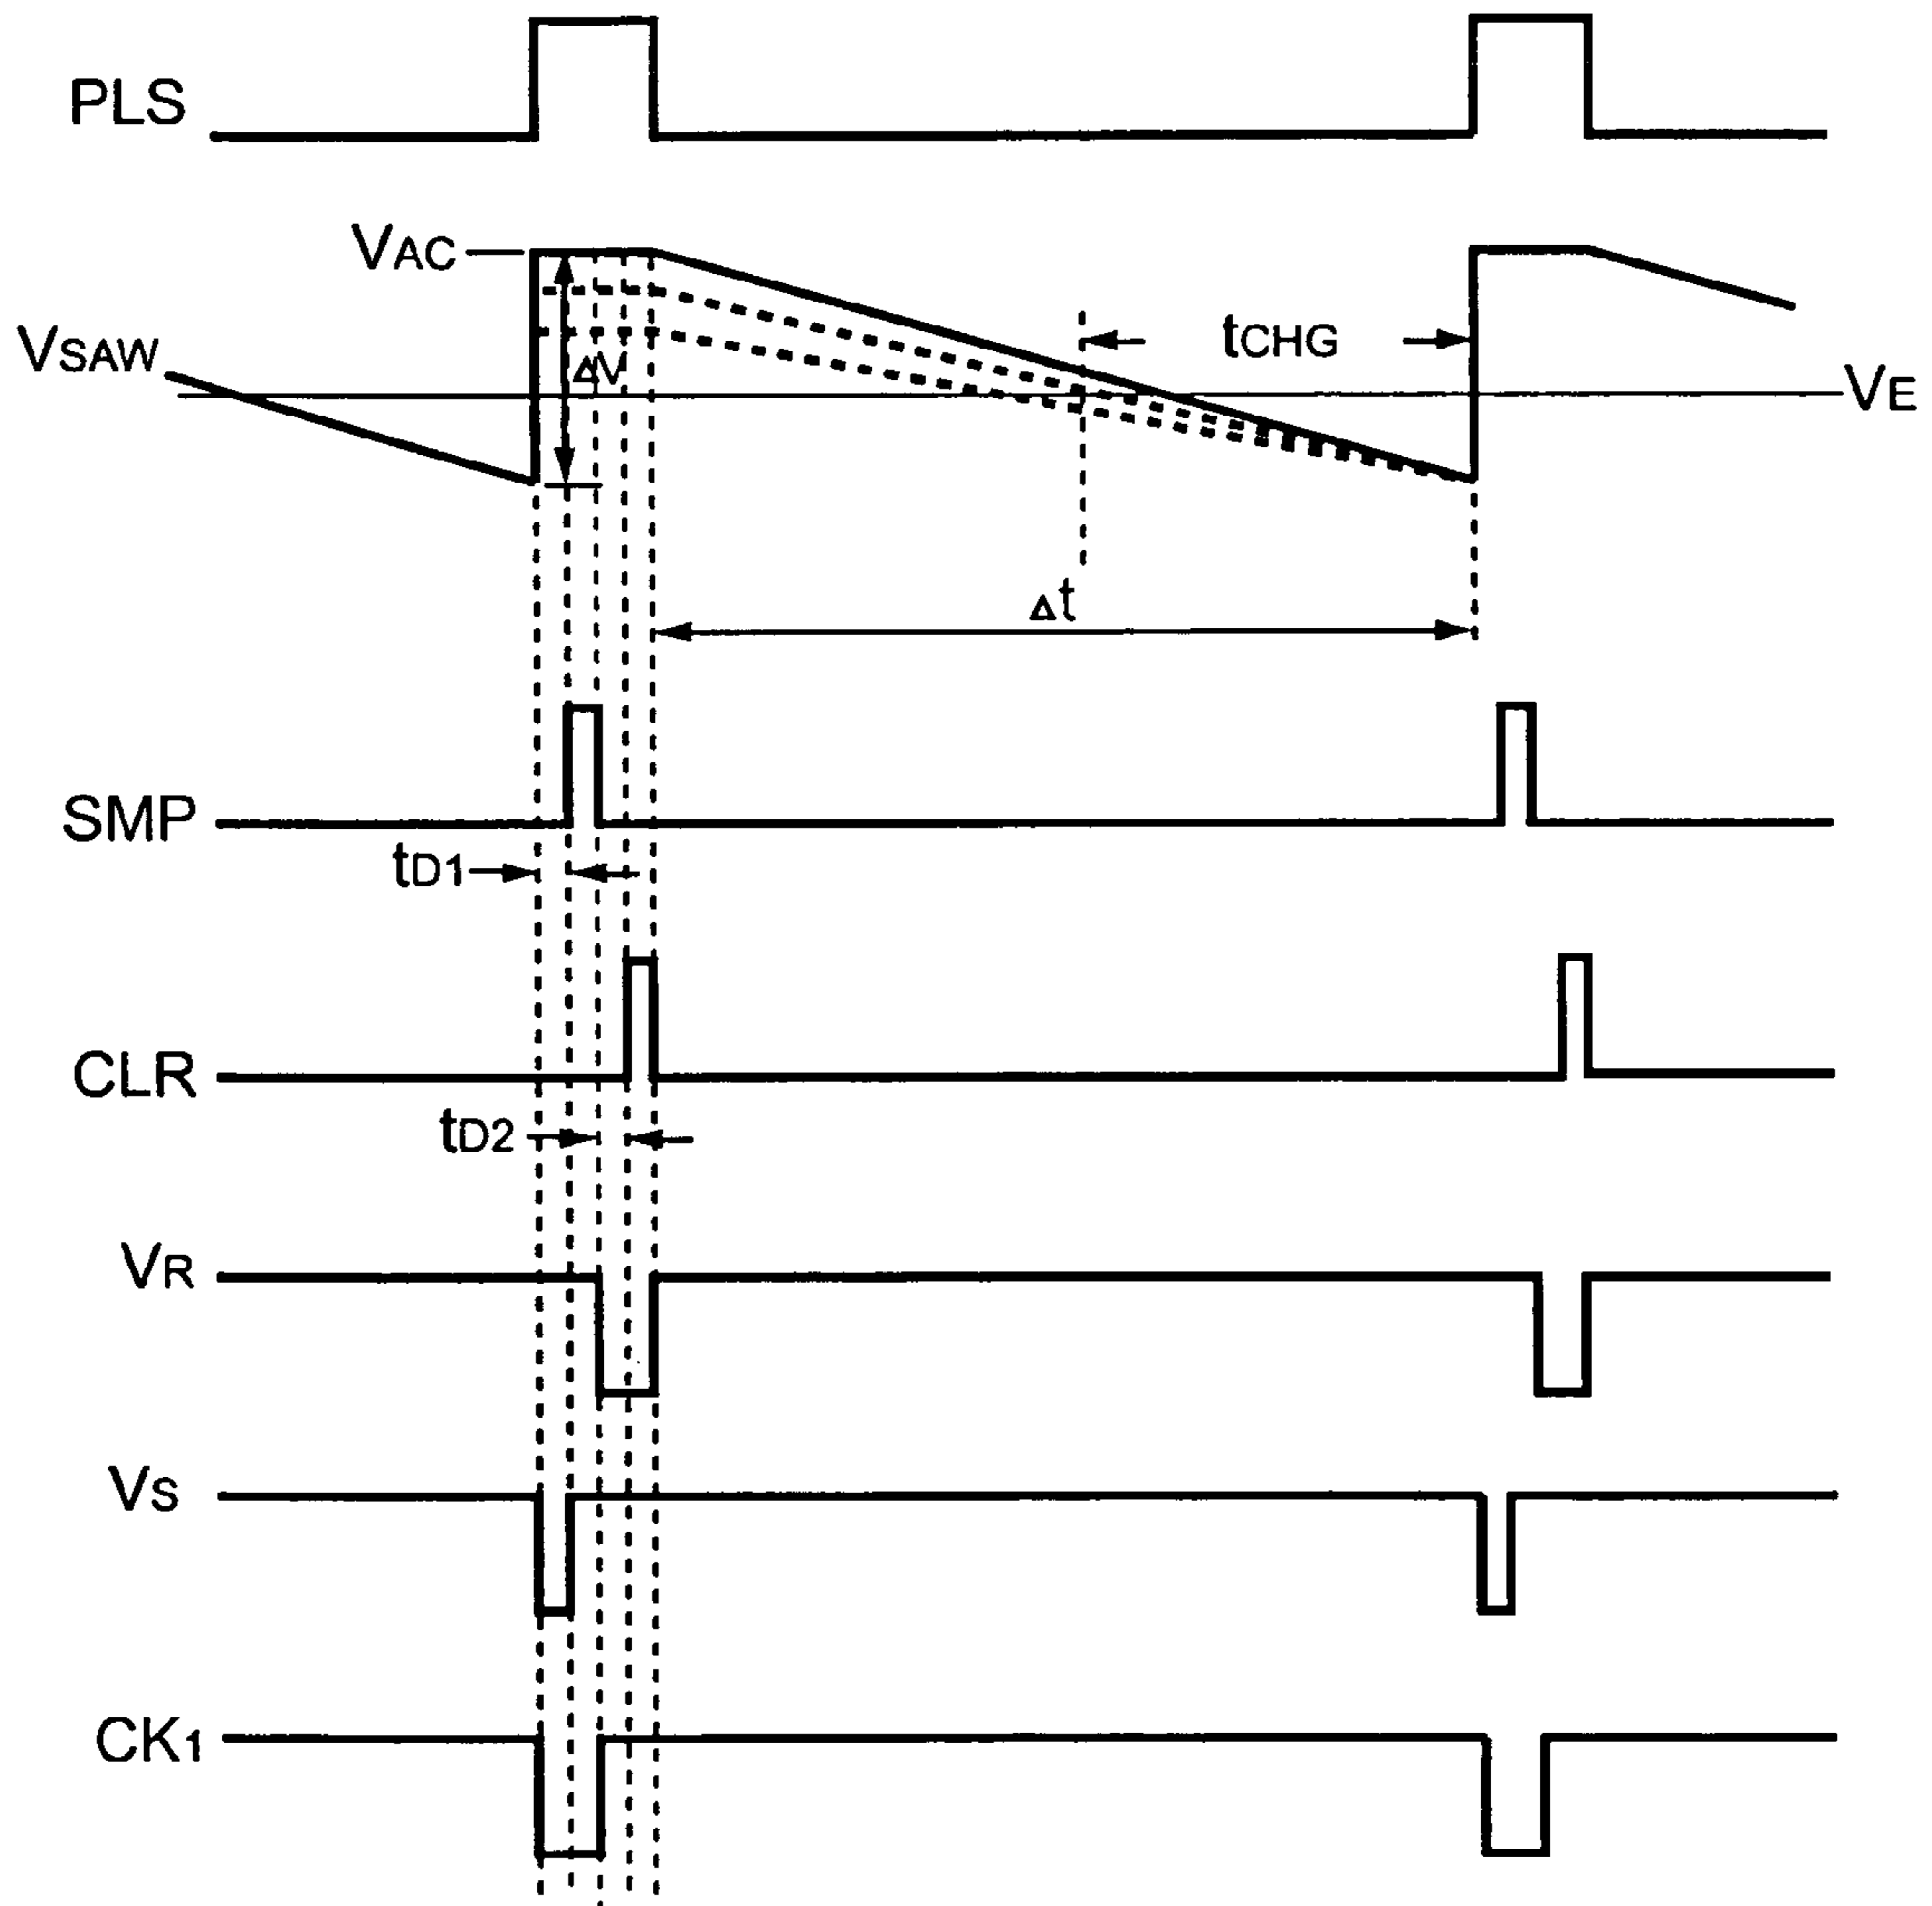 PLS
VAC
VSAW
ΔV
tCHG
VE
Δt
SMP
tD1
CLR
tD2
VR
VS
CK1